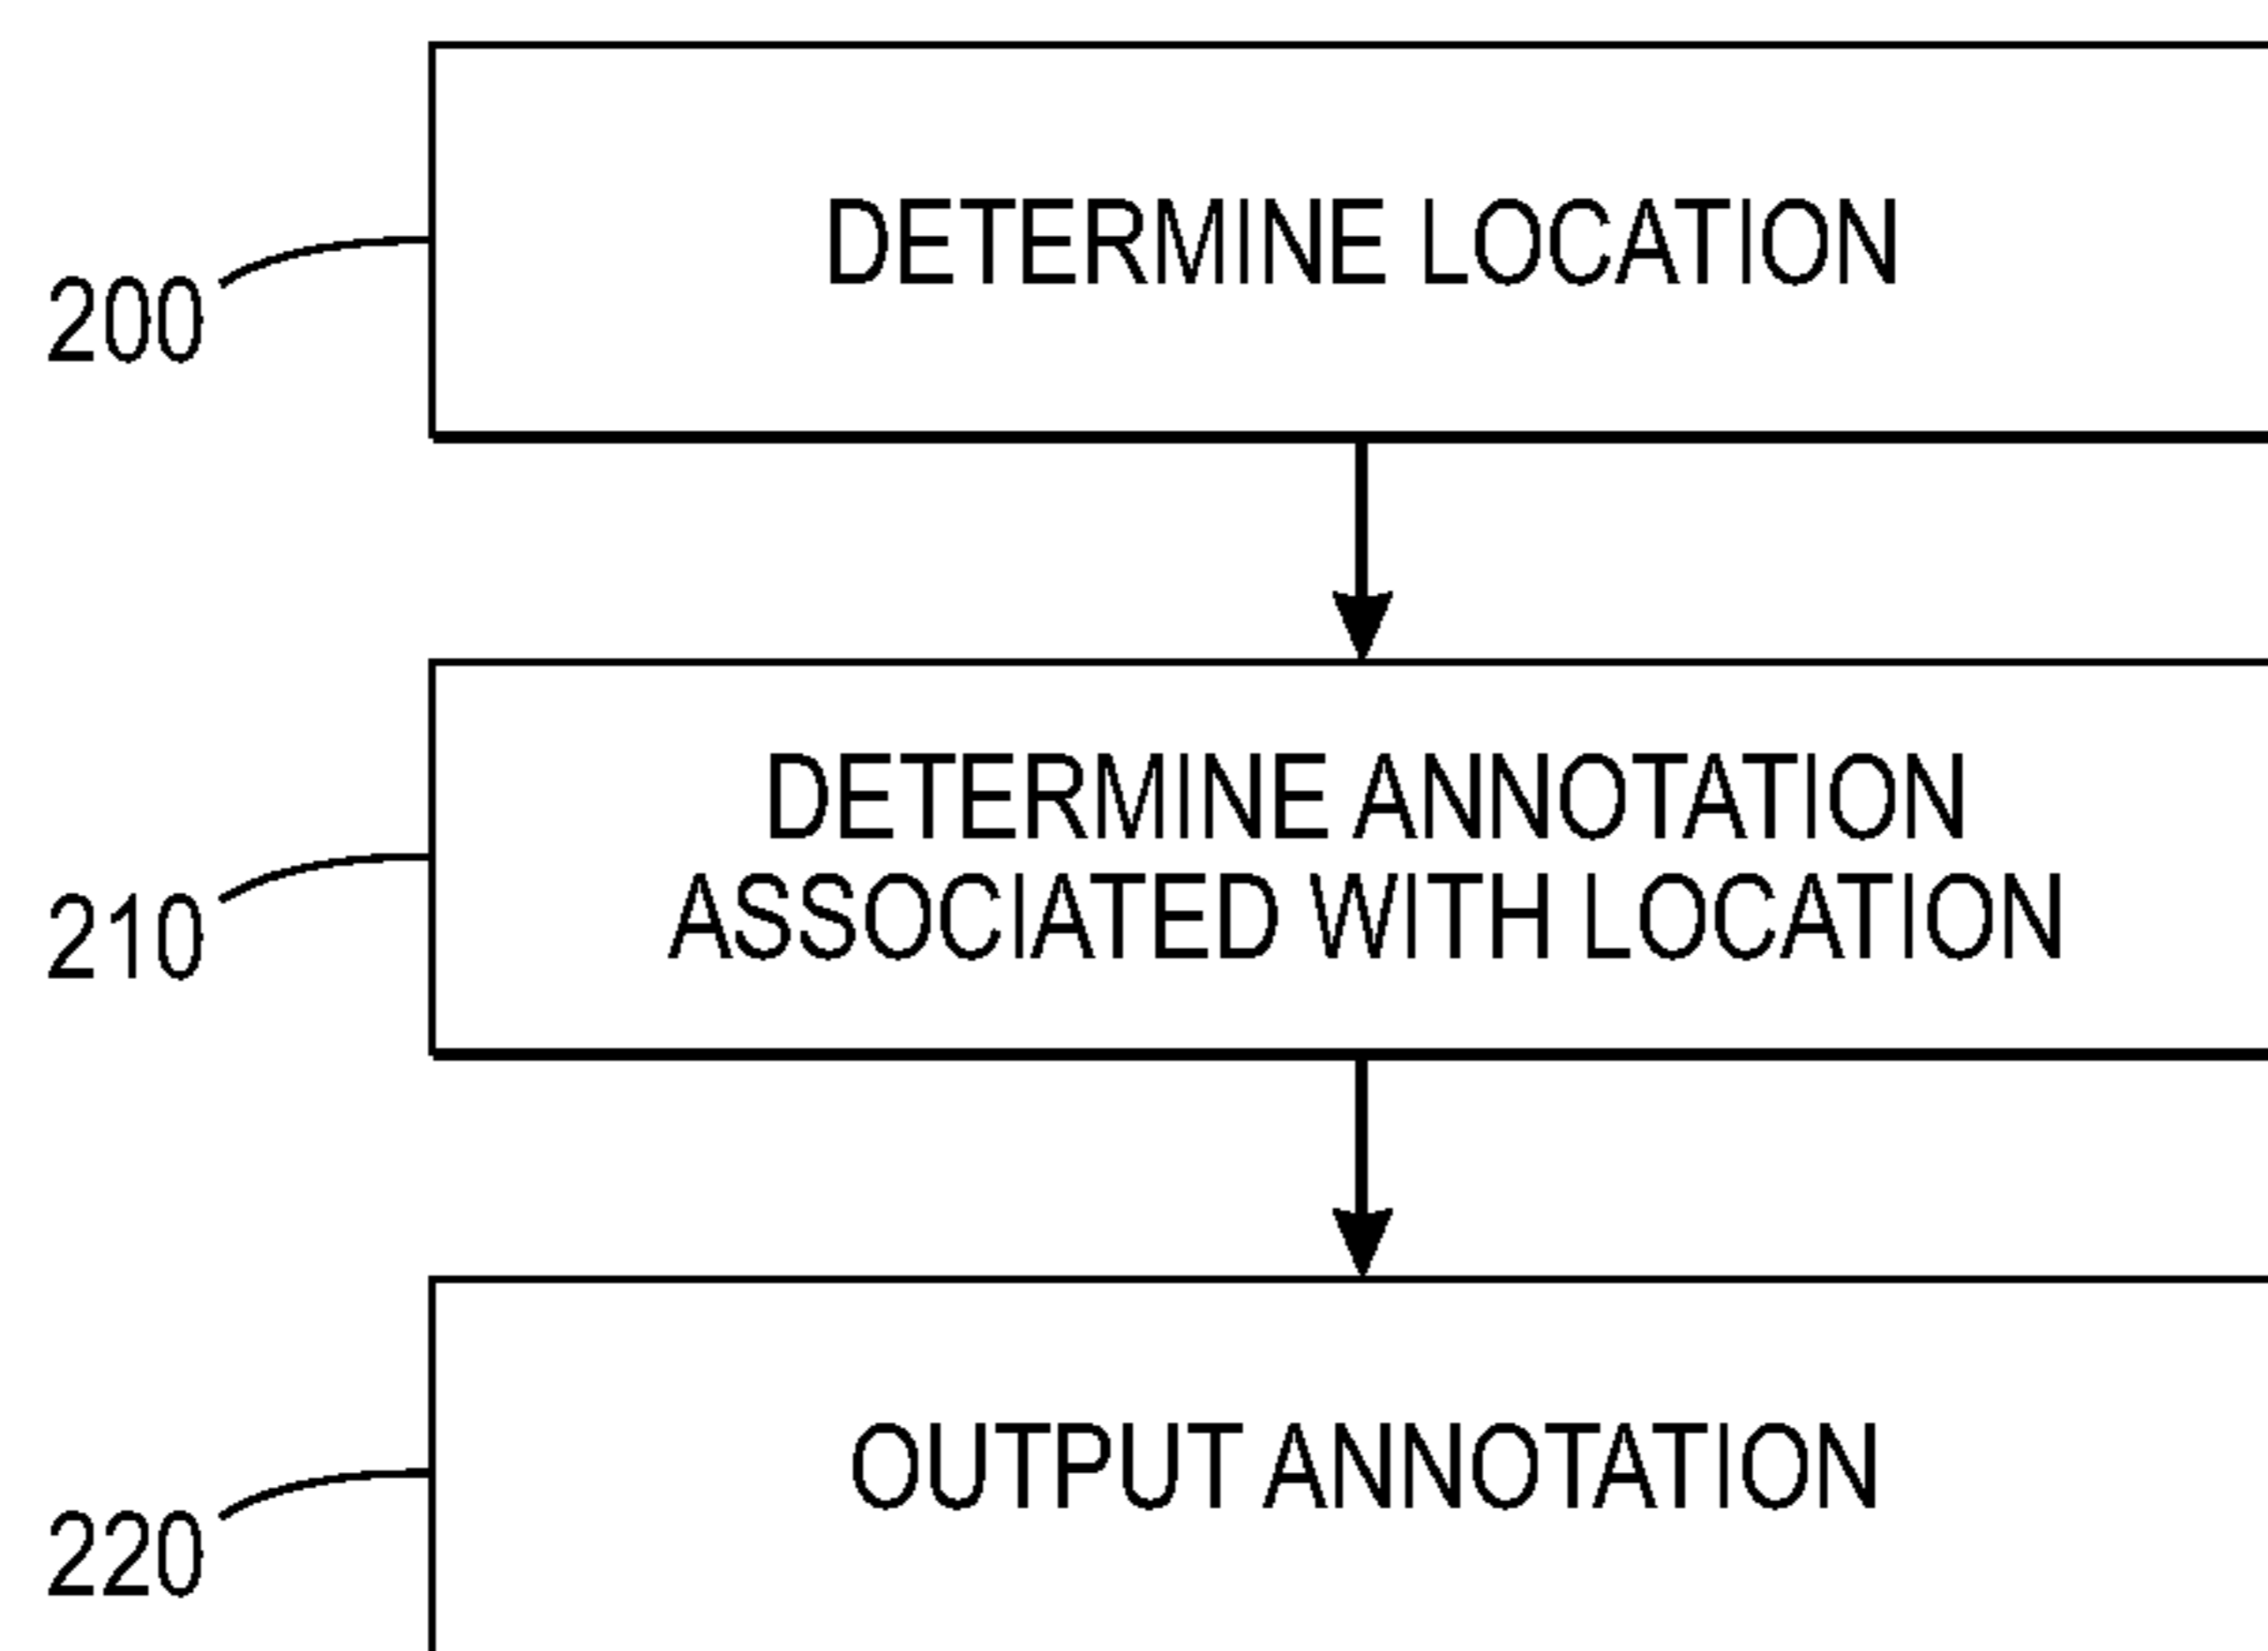 DETERMINE LOCATION
200
DETERMINE ANNOTATION
ASSOCIATED WITH LOCATION
210
OUTPUT ANNOTATION
220